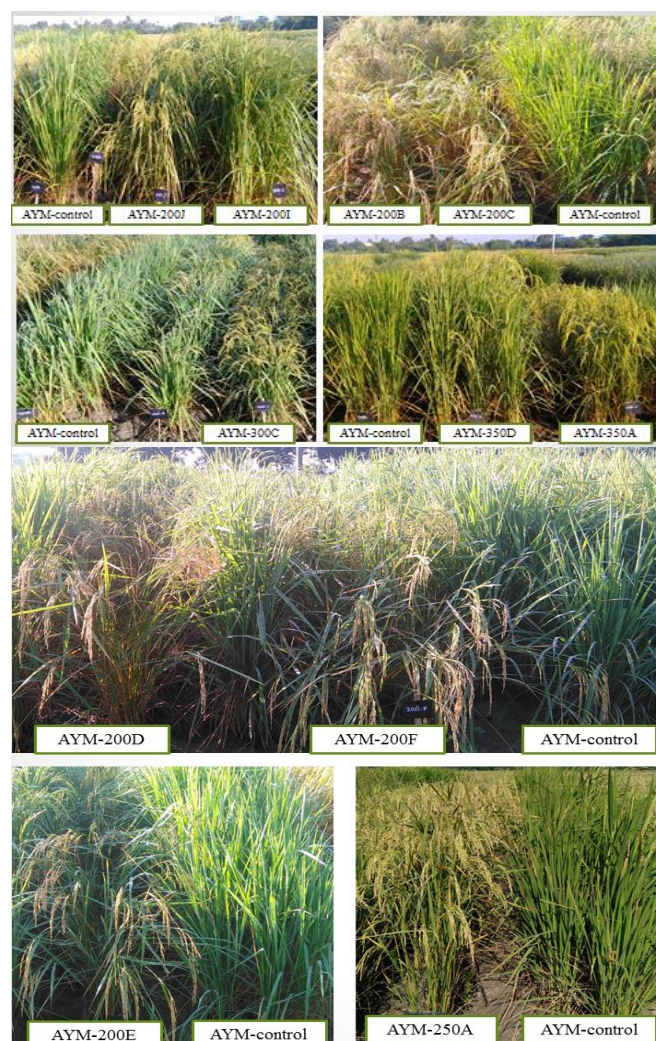 AYM-control AYM-200J AYM-200I
AYM-200B AYM-200C AYM-control
AYM-control AYM-300C
AYM-control AYM-350D AYM-350A
200-F
AYM-200D AYM-200F AYM-control
AYM-200E AYM-control
AYM-250A AYM-control